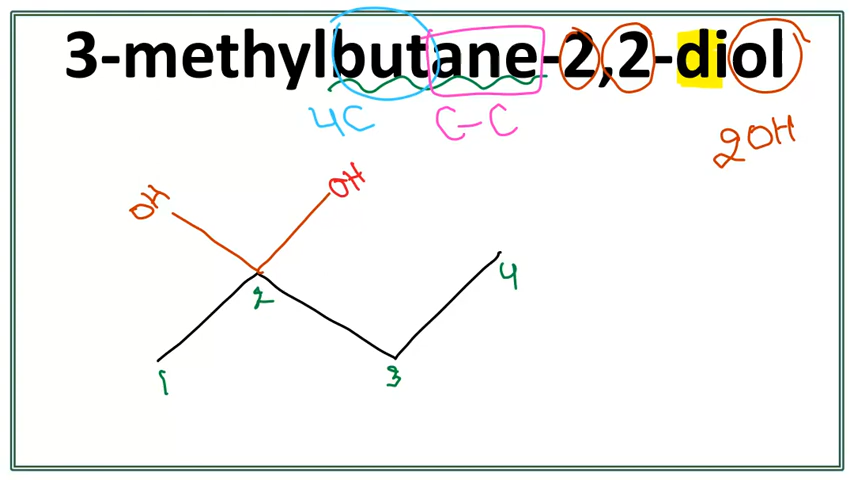 3-methylbutane-2,2-diol
4C
C-C
2OH
OH
OH
4
2
3
1